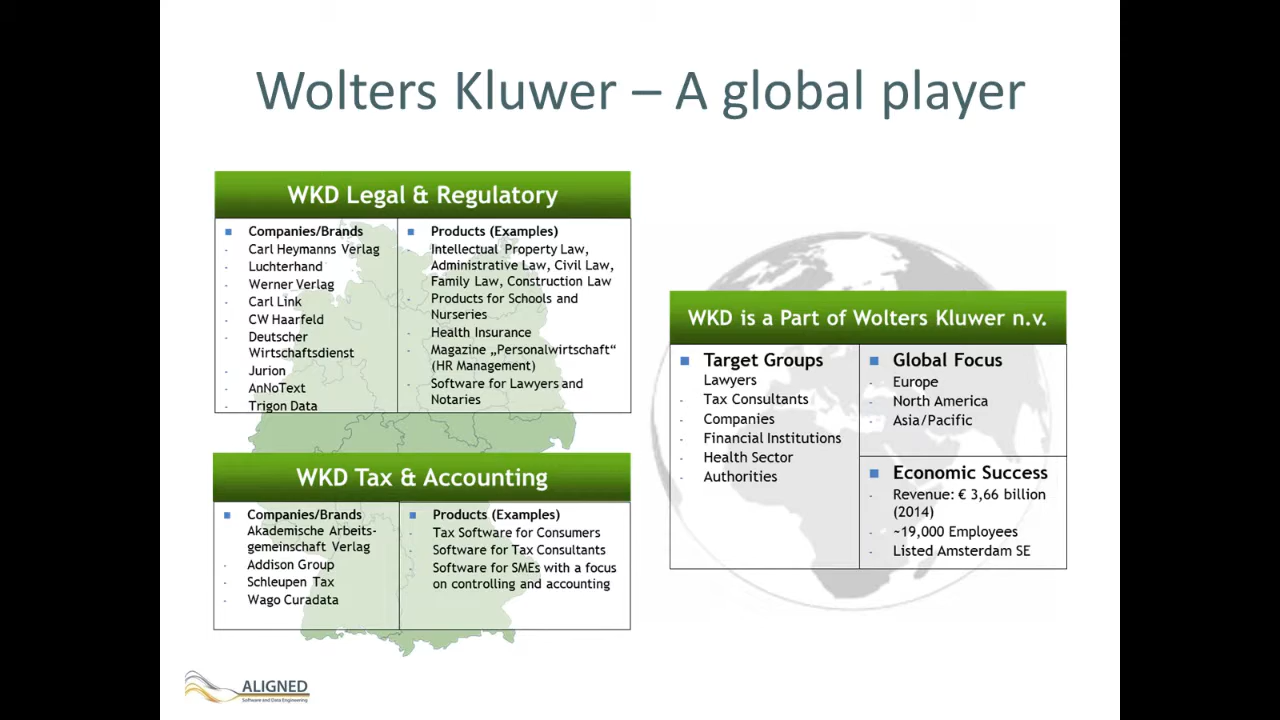 Wolters Kluwer – A global player
WKD Legal & Regulatory
Companies/Brands
- Carl Heymanns Verlag
- Luchterhand
- Werner Verlag
- Carl Link
- CW Haarfeld
- Deutscher
Wirtschaftsdienst
- Jurion
- AnNoText
- Trigon Data
Products (Examples)
- Intellectual Property Law,
Administrative Law, Civil Law,
Family Law, Construction Law
- Products for Schools and
Nurseries
- Health Insurance
- Magazine „Personalwirtschaft“
(HR Management)
- Software for Lawyers and
Notaries
WKD Tax & Accounting
Companies/Brands
- Akademische Arbeits-
gemeinschaft Verlag
- Addison Group
- Schleupen Tax
- Wago Curadata
Products (Examples)
- Tax Software for Consumers
- Software for Tax Consultants
- Software for SMEs with a focus
on controlling and accounting
WKD is a Part of Wolters Kluwer n.v.
Target Groups
Lawyers
- Tax Consultants
- Companies
- Financial Institutions
- Health Sector
- Authorities
Global Focus
- Europe
- North America
- Asia/Pacific
Economic Success
- Revenue: € 3,66 billion
(2014)
- ~19,000 Employees
- Listed Amsterdam SE
ALIGNED
Software and Data Engineering